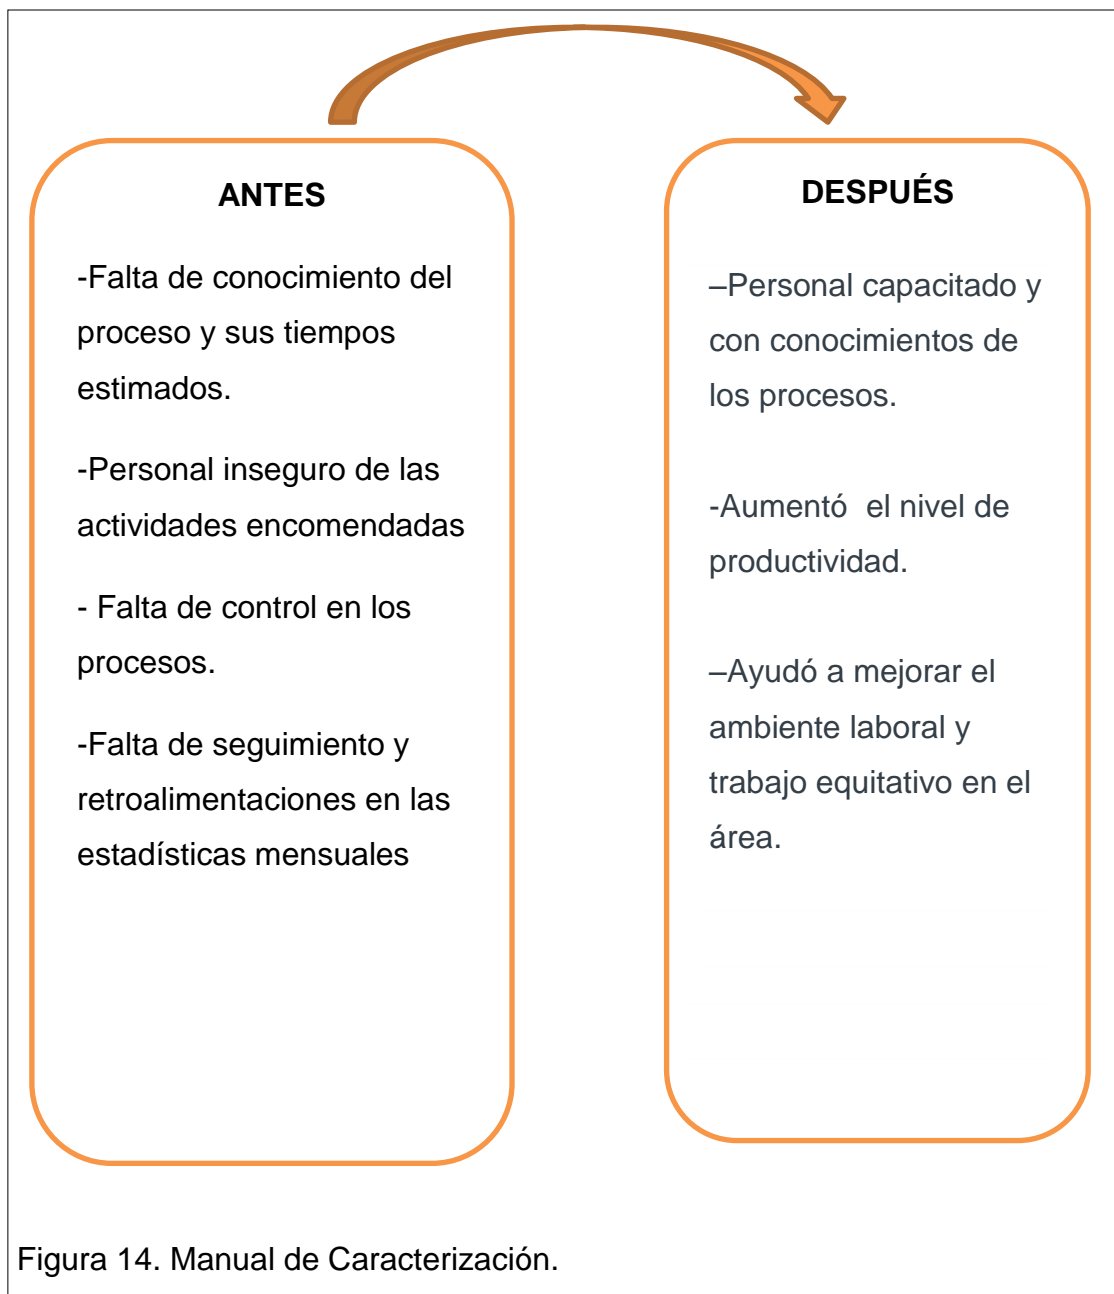 ANTES
-Falta de conocimiento del
proceso y sus tiempos
estimados.
-Personal inseguro de las
actividades encomendadas
- Falta de control en los
procesos.
-Falta de seguimiento y
retroalimentaciones en las
estadísticas mensuales
DESPUÉS
–Personal capacitado y
con conocimientos de
los procesos.
-Aumentó  el nivel de
productividad.
–Ayudó a mejorar el
ambiente laboral y
trabajo equitativo en el
área.
Figura 14. Manual de Caracterización.